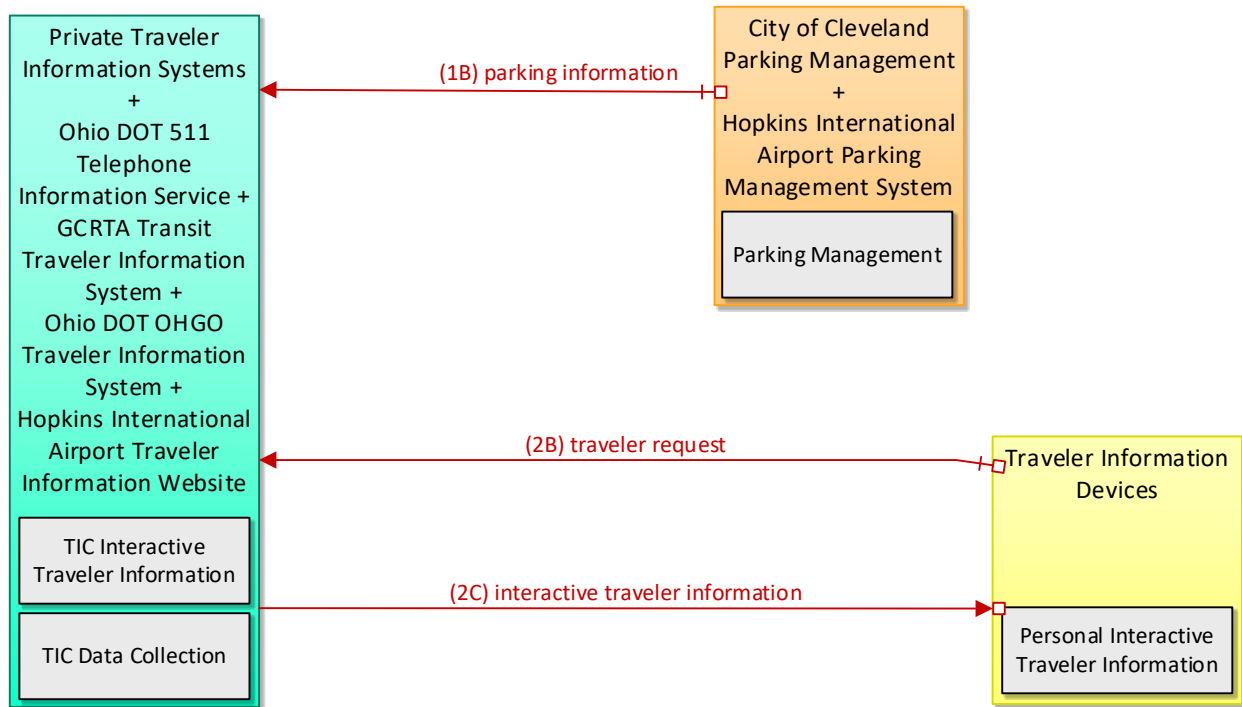 Private Traveler
Information Systems
+
Ohio DOT 511
Telephone
Information Service +
GCRTA Transit
Traveler Information
System +
Ohio DOT OHGO
Traveler Information
System +
Hopkins International
Airport Traveler
Information Website
TIC Interactive
Traveler Information
TIC Data Collection
(1B) parking information
City of Cleveland
Parking Management
+
Hopkins International
Airport Parking
Management System
Parking Management
(2B) traveler request
(2C) interactive traveler information
Traveler Information
Devices
Personal Interactive
Traveler Information